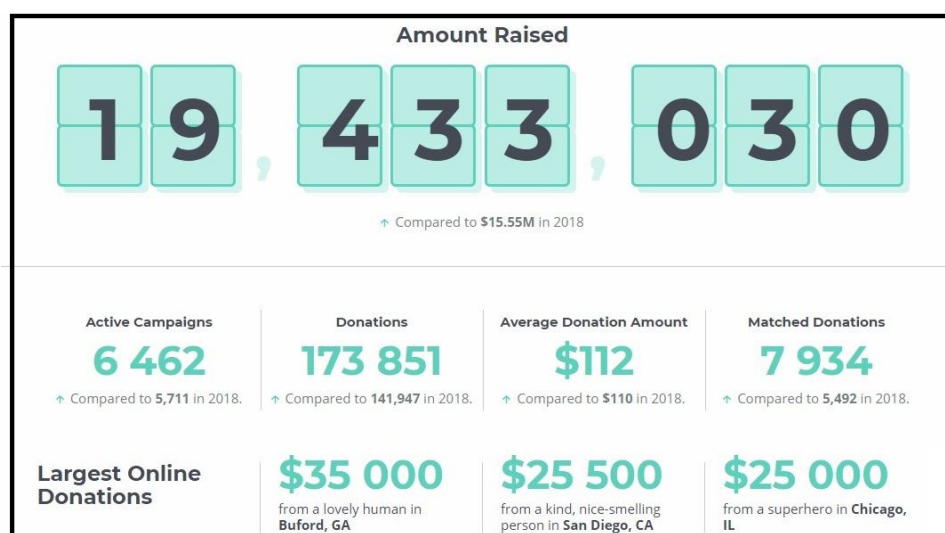 Amount Raised
19,433,030
↑ Compared to $15.55M in 2018
Active Campaigns
6 462
↑ Compared to 5,711 in 2018.
Donations
173 851
↑ Compared to 141,947 in 2018.
Average Donation Amount
$112
↑ Compared to $110 in 2018.
Matched Donations
7 934
↑ Compared to 5,492 in 2018.
Largest Online
Donations
$35 000
from a lovely human in
Buford, GA
$25 500
from a kind, nice-smelling
person in San Diego, CA
$25 000
from a superhero in Chicago,
IL